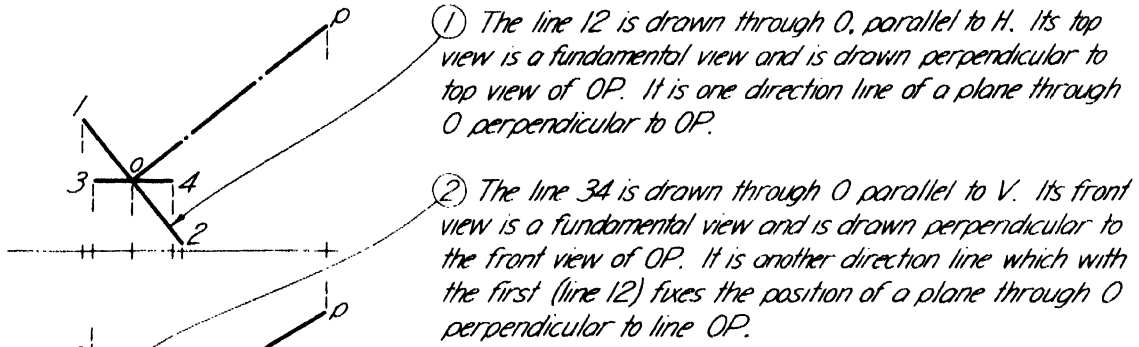 P
① The line 12 is drawn through O, parallel to H. Its top
view is a fundamental view and is drawn perpendicular to
top view of OP. It is one direction line of a plane through
O perpendicular to OP.
1
O
3 4
2
② The line 34 is drawn through O parallel to V. Its front
view is a fundamental view and is drawn perpendicular to
the front view of OP. It is another direction line which with
the first (line 12) fixes the position of a plane through O
perpendicular to line OP.
P